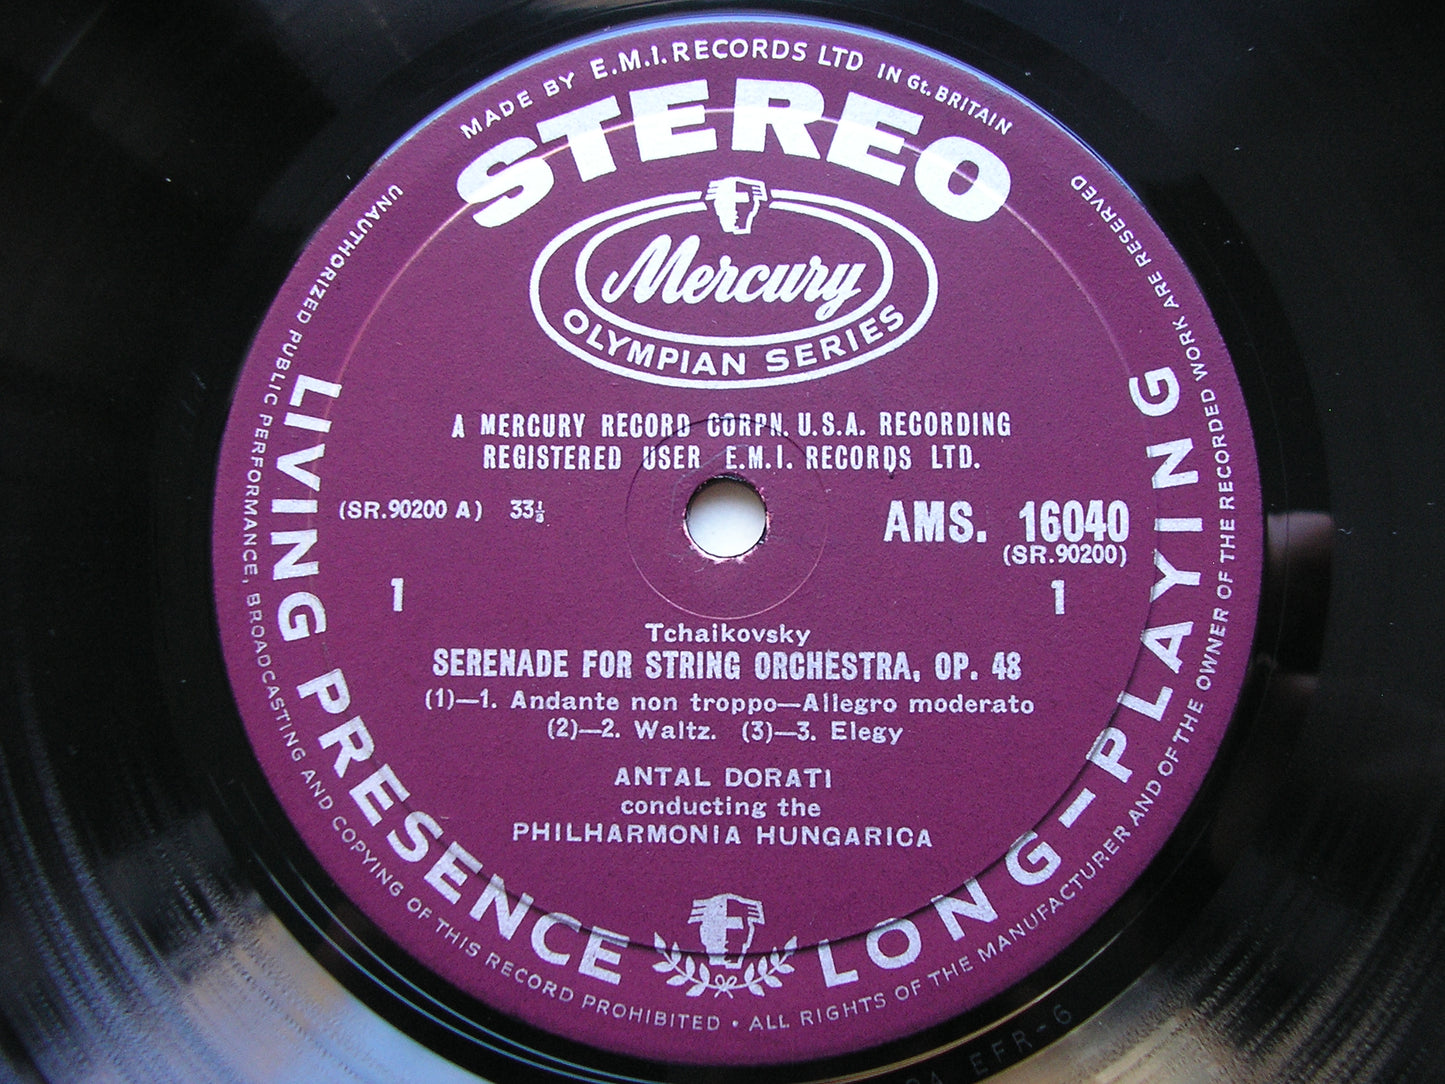 MADE BY E.M.I. RECORDS LTD IN Gt. BRITAIN
STEREO
Mercury
OLYMPIAN SERIES
A MERCURY RECORD CORPN. U.S.A. RECORDING
REGISTERED USER E.M.I. RECORDS LTD.
(SR.90200 A) 33⅓
AMS. 16040
(SR.90200)
1
1
Tchaikovsky
SERENADE FOR STRING ORCHESTRA, OP. 48
(1)—1. Andante non troppo—Allegro moderato
(2)—2. Waltz. (3)—3. Elegy
ANTAL DORATI
conducting the
PHILHARMONIA HUNGARICA
LIVING PRESENCE
LONG-PLAYING
UNAUTHORIZED PUBLIC PERFORMANCE, BROADCASTING AND COPYING OF THIS RECORD PROHIBITED • ALL RIGHTS OF THE MANUFACTURER AND OF THE OWNER OF THE RECORDED WORK ARE RESERVED
EFR-6